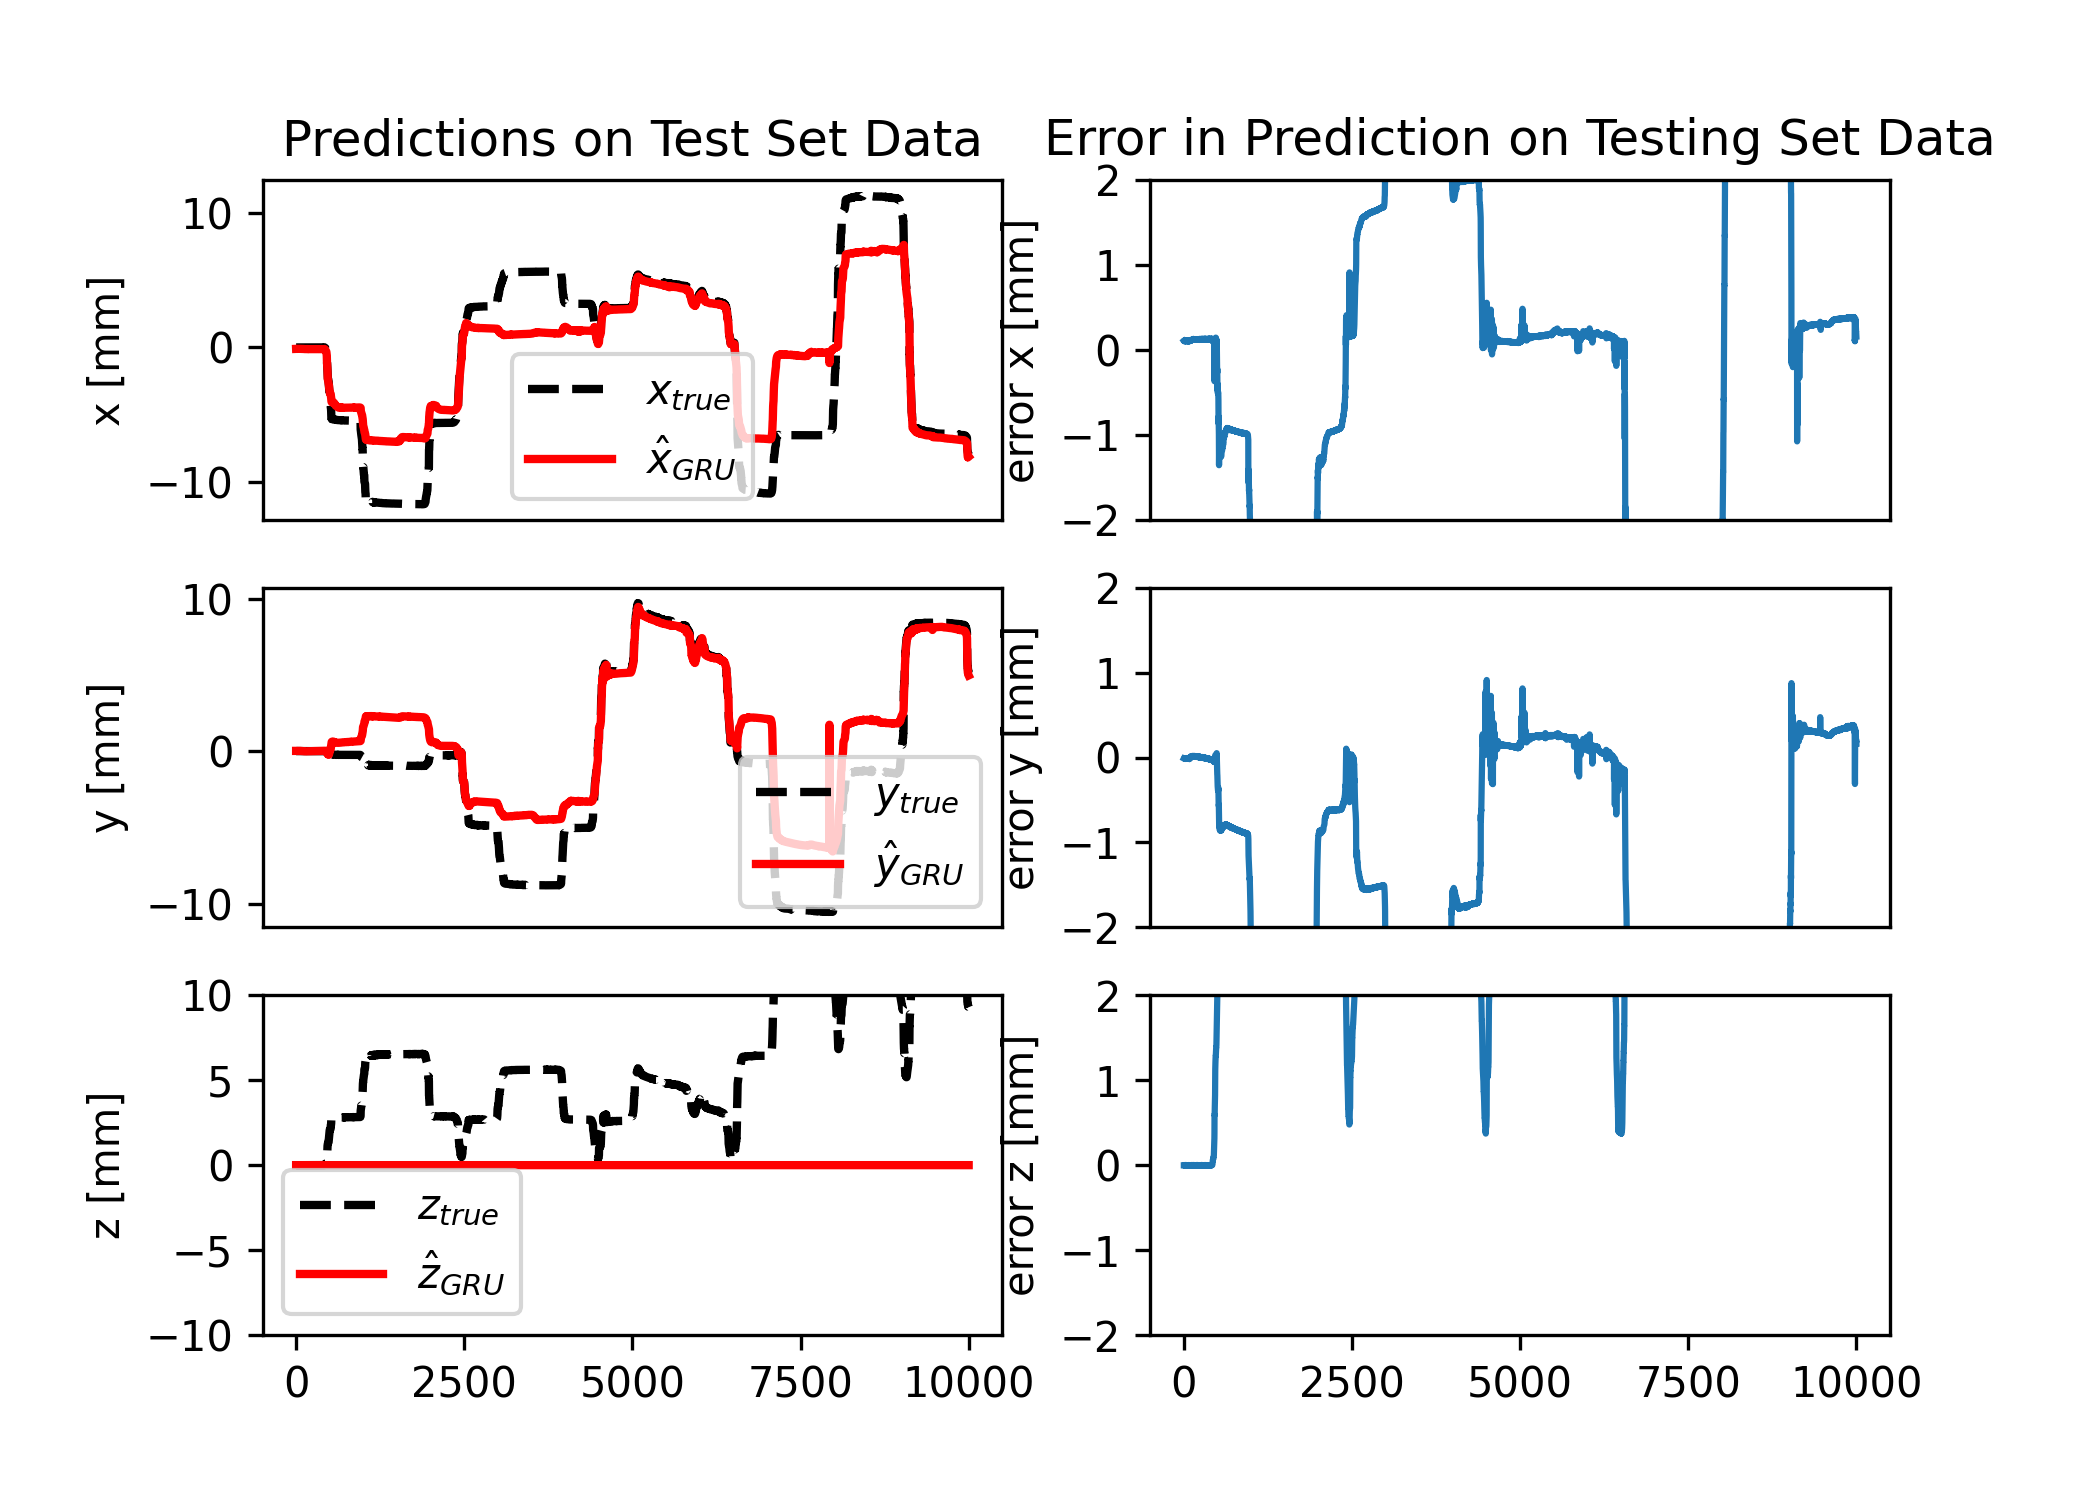 Predictions on Test Set Data
Error in Prediction on Testing Set Data
x [mm]
10
0
−10
x_true
x̂_GRU
error x [mm]
2
1
0
−1
−2
y [mm]
10
0
−10
y_true
ŷ_GRU
error y [mm]
2
1
0
−1
−2
z [mm]
10
5
0
−5
−10
z_true
ẑ_GRU
0 2500 5000 7500 10000
error z [mm]
2
1
0
−1
−2
0 2500 5000 7500 10000